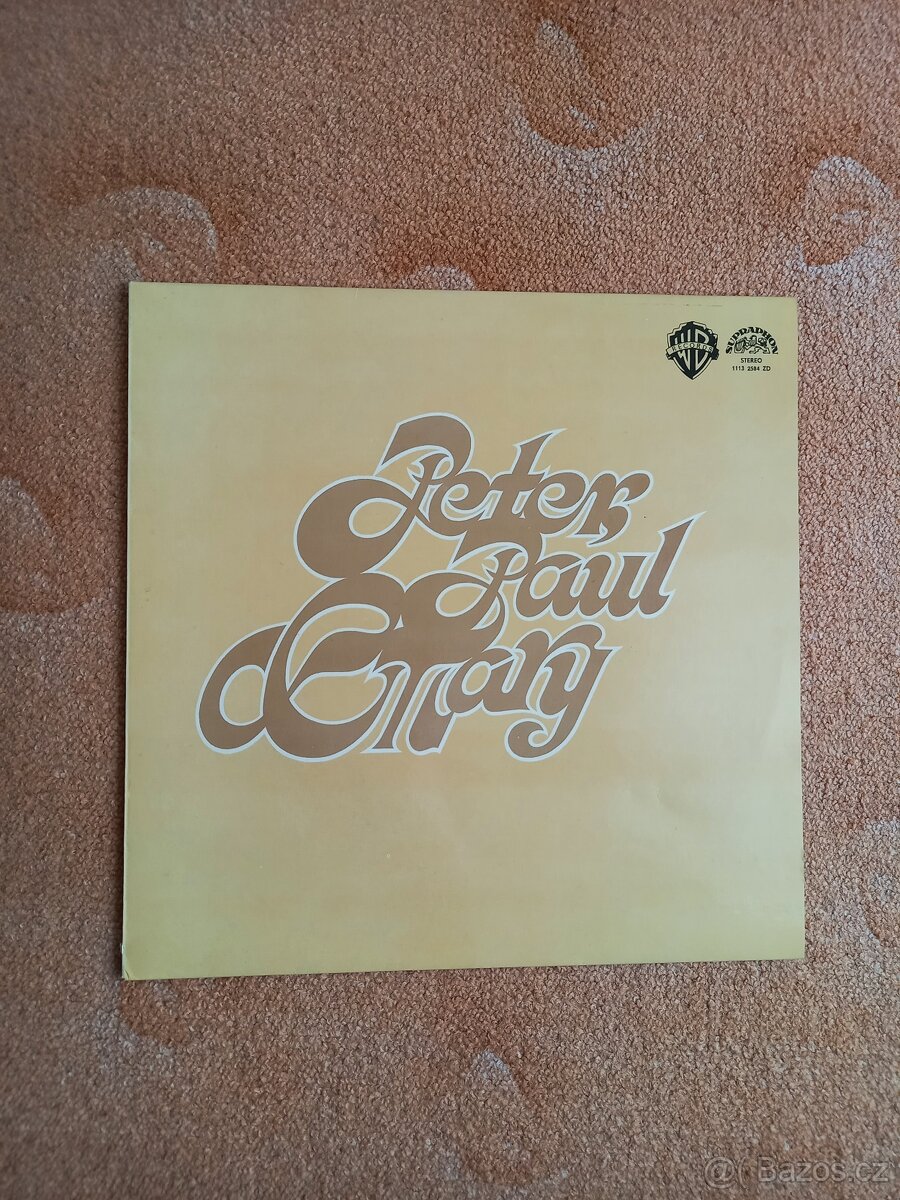 WB
RECORDS
SUPRAPHON
STEREO
1113 2584 ZD
Peter,
Paul
& Mary
@ Bazos.cz